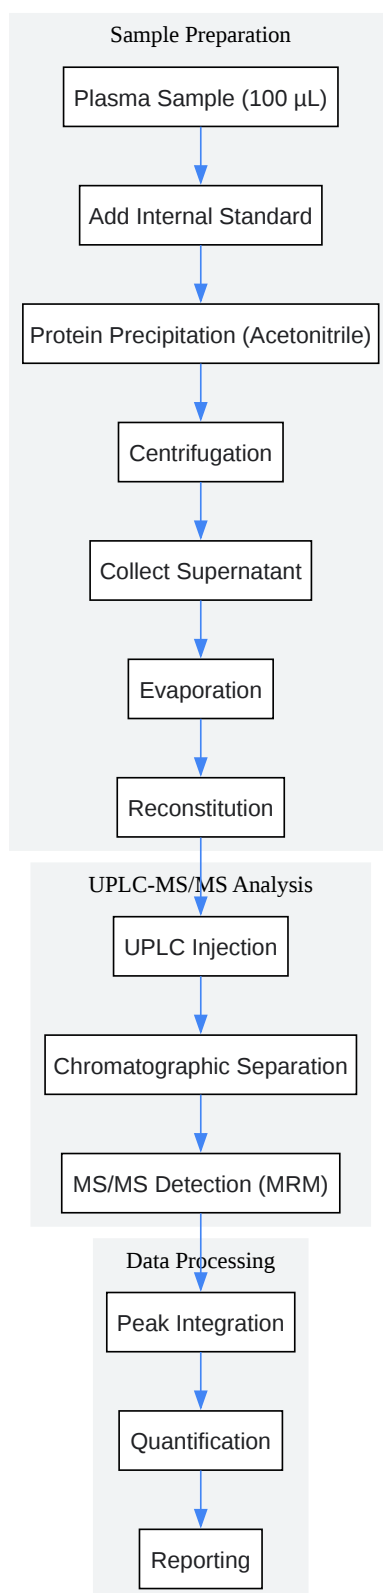 Sample Preparation
Plasma Sample (100 µL)
Add Internal Standard
Protein Precipitation (Acetonitrile)
Centrifugation
Collect Supernatant
Evaporation
Reconstitution
UPLC-MS/MS Analysis
UPLC Injection
Chromatographic Separation
MS/MS Detection (MRM)
Data Processing
Peak Integration
Quantification
Reporting